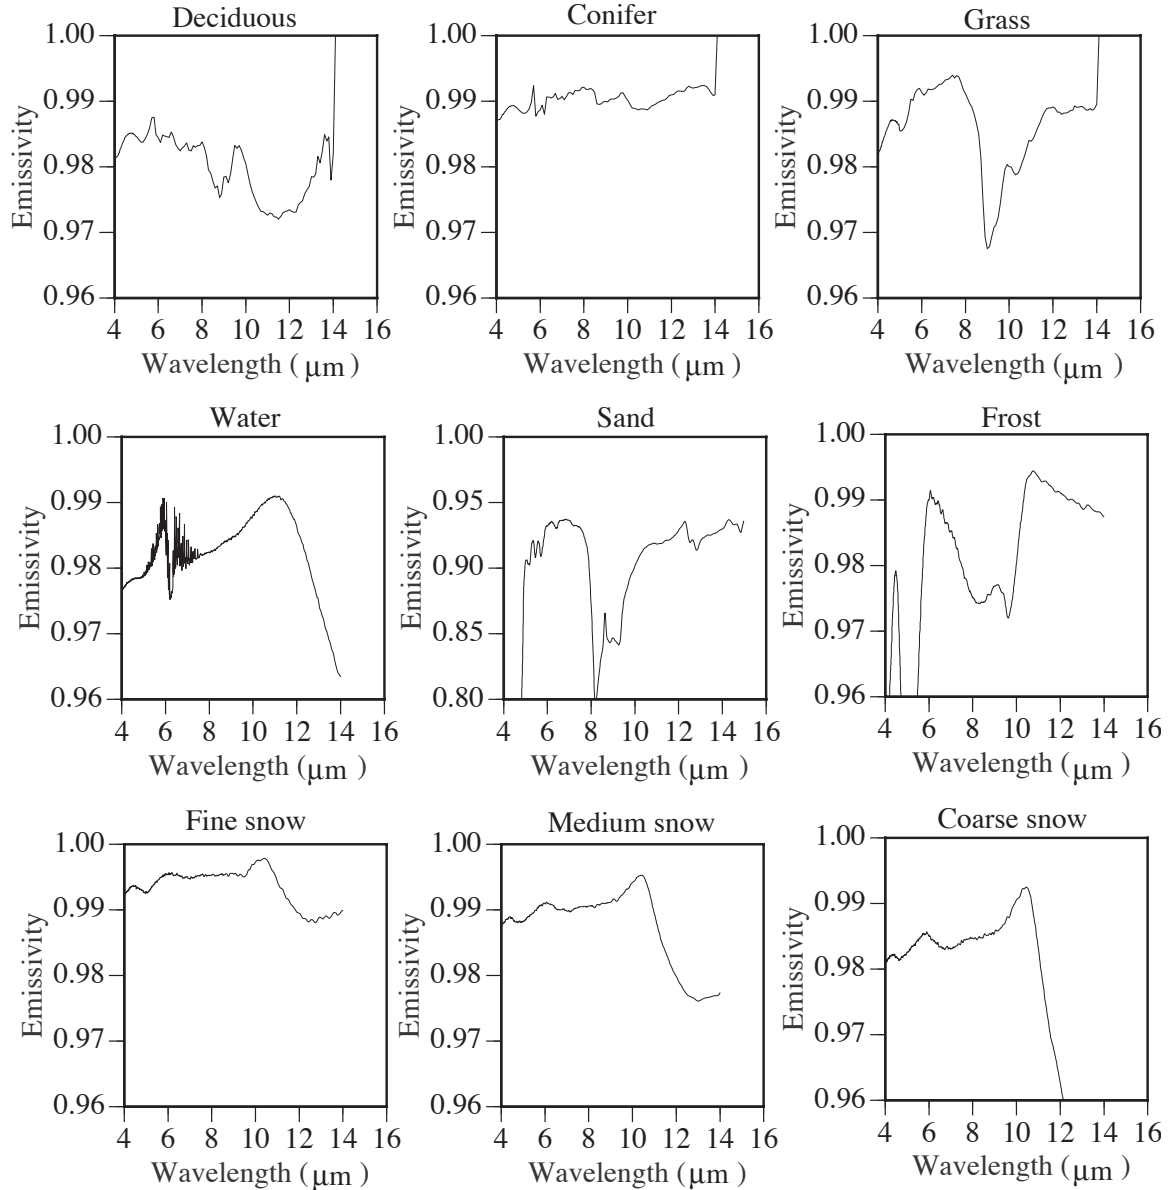 Deciduous
1.00
0.99
0.98
0.97
0.96
Emissivity
4 6 8 10 12 14 16
Wavelength ( μm )
Conifer
1.00
0.99
0.98
0.97
0.96
Emissivity
4 6 8 10 12 14 16
Wavelength ( μm )
Grass
1.00
0.99
0.98
0.97
0.96
Emissivity
4 6 8 10 12 14 16
Wavelength ( μm )
Water
1.00
0.99
0.98
0.97
0.96
Emissivity
4 6 8 10 12 14 16
Wavelength ( μm )
Sand
1.00
0.95
0.90
0.85
0.80
Emissivity
4 6 8 10 12 14 16
Wavelength ( μm )
Frost
1.00
0.99
0.98
0.97
0.96
Emissivity
4 6 8 10 12 14 16
Wavelength ( μm )
Fine snow
1.00
0.99
0.98
0.97
0.96
Emissivity
4 6 8 10 12 14 16
Wavelength ( μm )
Medium snow
1.00
0.99
0.98
0.97
0.96
Emissivity
4 6 8 10 12 14 16
Wavelength ( μm )
Coarse snow
1.00
0.99
0.98
0.97
0.96
Emissivity
4 6 8 10 12 14 16
Wavelength ( μm )